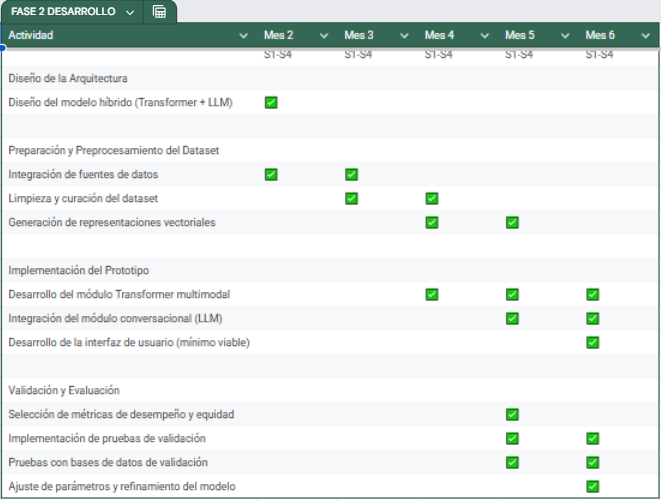 FASE 2 DESARROLLO
Actividad Mes 2 Mes 3 Mes 4 Mes 5 Mes 6
S1-S4 S1-S4 S1-S4 S1-S4 S1-S4
Diseño de la Arquitectura
Diseño del modelo híbrido (Transformer + LLM) ✅
Preparación y Preprocesamiento del Dataset
Integración de fuentes de datos ✅ ✅
Limpieza y curación del dataset ✅ ✅
Generación de representaciones vectoriales ✅ ✅
Implementación del Prototipo
Desarrollo del módulo Transformer multimodal ✅ ✅ ✅
Integración del módulo conversacional (LLM) ✅ ✅
Desarrollo de la interfaz de usuario (mínimo viable) ✅
Validación y Evaluación
Selección de métricas de desempeño y equidad ✅
Implementación de pruebas de validación ✅ ✅
Pruebas con bases de datos de validación ✅ ✅
Ajuste de parámetros y refinamiento del modelo ✅